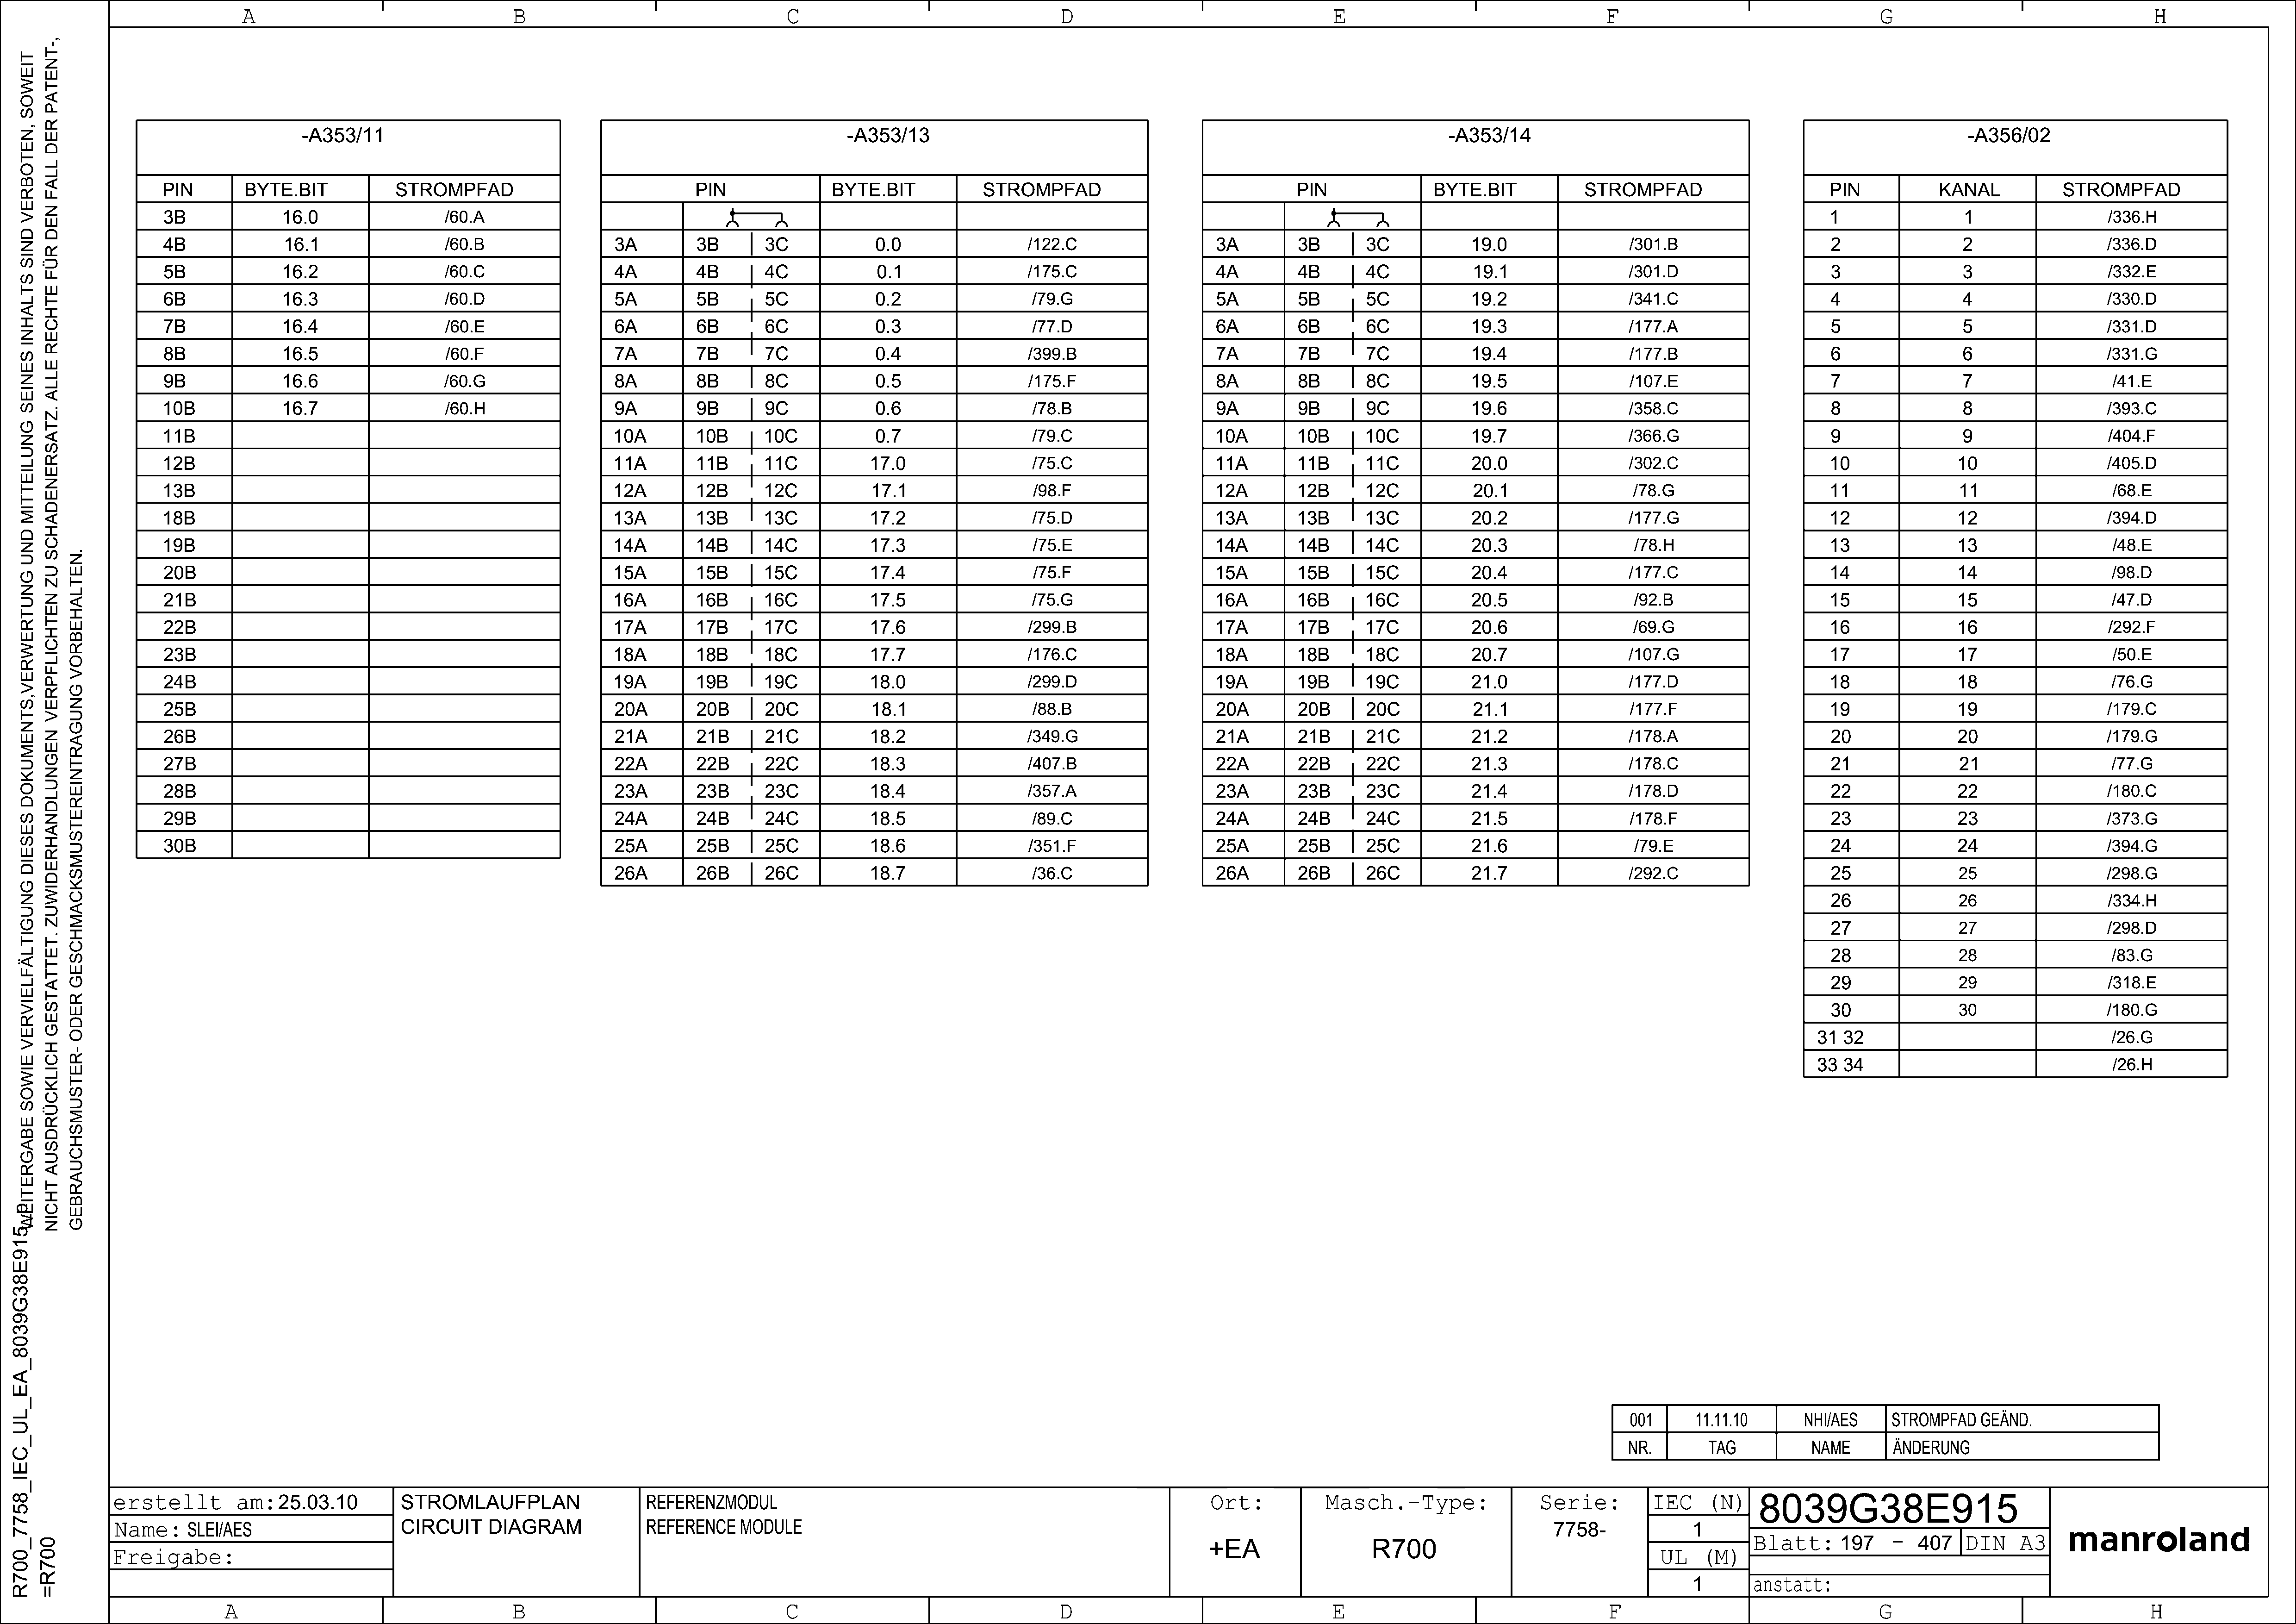 A B C D E F G H
WEITERGABE SOWIE VERVIELFÄLTIGUNG DIESES DOKUMENTS,VERWERTUNG UND MITTEILUNG SEINES INHALTS SIND VERBOTEN, SOWEIT
NICHT AUSDRÜCKLICH GESTATTET. ZUWIDERHANDLUNGEN VERPFLICHTEN ZU SCHADENERSATZ. ALLE RECHTE FÜR DEN FALL DER PATENT-,
GEBRAUCHSMUSTER- ODER GESCHMACKSMUSTEREINTRAGUNG VORBEHALTEN.
=R700
-A353/11
PIN BYTE.BIT STROMPFAD
3B 16.0 /60.A
4B 16.1 /60.B
5B 16.2 /60.C
6B 16.3 /60.D
7B 16.4 /60.E
8B 16.5 /60.F
9B 16.6 /60.G
10B 16.7 /60.H
11B
12B
13B
18B
19B
20B
21B
22B
23B
24B
25B
26B
27B
28B
29B
30B
-A353/13
PIN BYTE.BIT STROMPFAD
3A 3B 3C 0.0 /122.C
4A 4B 4C 0.1 /175.C
5A 5B 5C 0.2 /79.G
6A 6B 6C 0.3 /77.D
7A 7B 7C 0.4 /399.B
8A 8B 8C 0.5 /175.F
9A 9B 9C 0.6 /78.B
10A 10B 10C 0.7 /79.C
11A 11B 11C 17.0 /75.C
12A 12B 12C 17.1 /98.F
13A 13B 13C 17.2 /75.D
14A 14B 14C 17.3 /75.E
15A 15B 15C 17.4 /75.F
16A 16B 16C 17.5 /75.G
17A 17B 17C 17.6 /299.B
18A 18B 18C 17.7 /176.C
19A 19B 19C 18.0 /299.D
20A 20B 20C 18.1 /88.B
21A 21B 21C 18.2 /349.G
22A 22B 22C 18.3 /407.B
23A 23B 23C 18.4 /357.A
24A 24B 24C 18.5 /89.C
25A 25B 25C 18.6 /351.F
26A 26B 26C 18.7 /36.C
-A353/14
PIN BYTE.BIT STROMPFAD
3A 3B 3C 19.0 /301.B
4A 4B 4C 19.1 /301.D
5A 5B 5C 19.2 /341.C
6A 6B 6C 19.3 /177.A
7A 7B 7C 19.4 /177.B
8A 8B 8C 19.5 /107.E
9A 9B 9C 19.6 /358.C
10A 10B 10C 19.7 /366.G
11A 11B 11C 20.0 /302.C
12A 12B 12C 20.1 /78.G
13A 13B 13C 20.2 /177.G
14A 14B 14C 20.3 /78.H
15A 15B 15C 20.4 /177.C
16A 16B 16C 20.5 /92.B
17A 17B 17C 20.6 /69.G
18A 18B 18C 20.7 /107.G
19A 19B 19C 21.0 /177.D
20A 20B 20C 21.1 /177.F
21A 21B 21C 21.2 /178.A
22A 22B 22C 21.3 /178.C
23A 23B 23C 21.4 /178.D
24A 24B 24C 21.5 /178.F
25A 25B 25C 21.6 /79.E
26A 26B 26C 21.7 /292.C
-A356/02
PIN KANAL STROMPFAD
1 1 /336.H
2 2 /336.D
3 3 /332.E
4 4 /330.D
5 5 /331.D
6 6 /331.G
7 7 /41.E
8 8 /393.C
9 9 /404.F
10 10 /405.D
11 11 /68.E
12 12 /394.D
13 13 /48.E
14 14 /98.D
15 15 /47.D
16 16 /292.F
17 17 /50.E
18 18 /76.G
19 19 /179.C
20 20 /179.G
21 21 /77.G
22 22 /180.C
23 23 /373.G
24 24 /394.G
25 25 /298.G
26 26 /334.H
27 27 /298.D
28 28 /83.G
29 29 /318.E
30 30 /180.G
31 32 /26.G
33 34 /26.H
001 11.11.10 NHI/AES STROMPFAD GEÄND.
NR. TAG NAME ÄNDERUNG
erstellt am: 25.03.10
Name: SLEI/AES
Freigabe:
STROMLAUFPLAN
CIRCUIT DIAGRAM
REFERENZMODUL
REFERENCE MODULE
Ort:
+EA
Masch.-Type:
R700
Serie:
7758-
IEC (N)
1
UL (M)
1
8039G38E915
Blatt: 197 - 407 DIN A3
anstatt:
manroland
A B C D E F G H